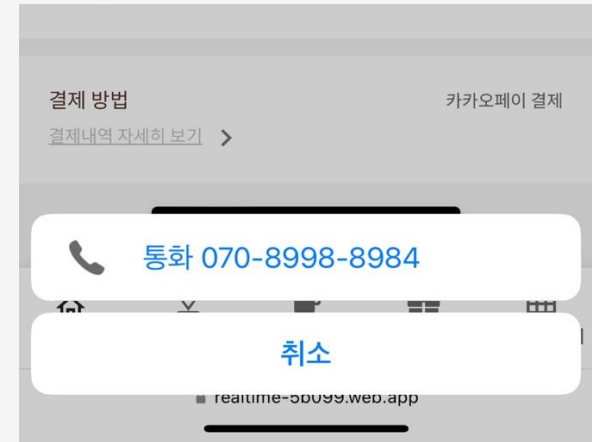 결제 방법
카카오페이 결제
결제내역 자세히 보기
통화 070-8998-8984
취소
realtime-5b099.web.app